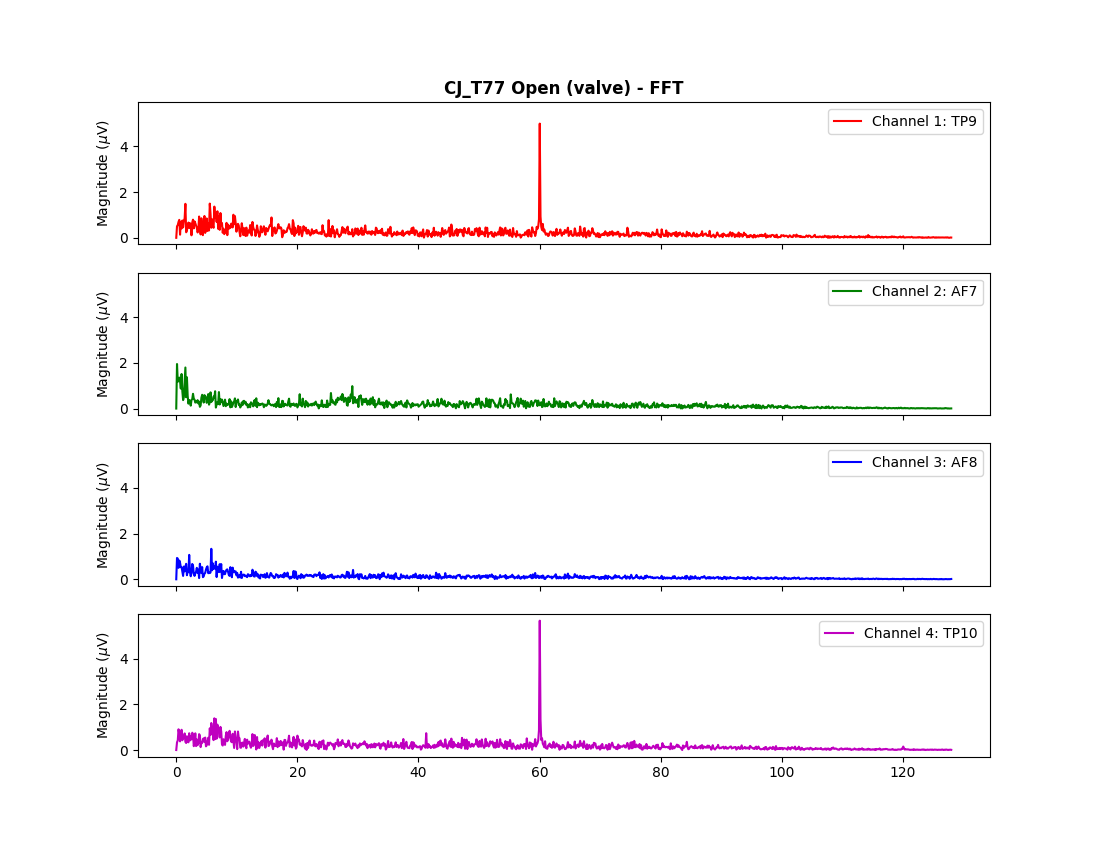 CJ_T77 Open (valve) - FFT
Magnitude (μV)
4
2
0
Channel 1: TP9
Magnitude (μV)
4
2
0
Channel 2: AF7
Magnitude (μV)
4
2
0
Channel 3: AF8
Magnitude (μV)
4
2
0
Channel 4: TP10
0 20 40 60 80 100 120